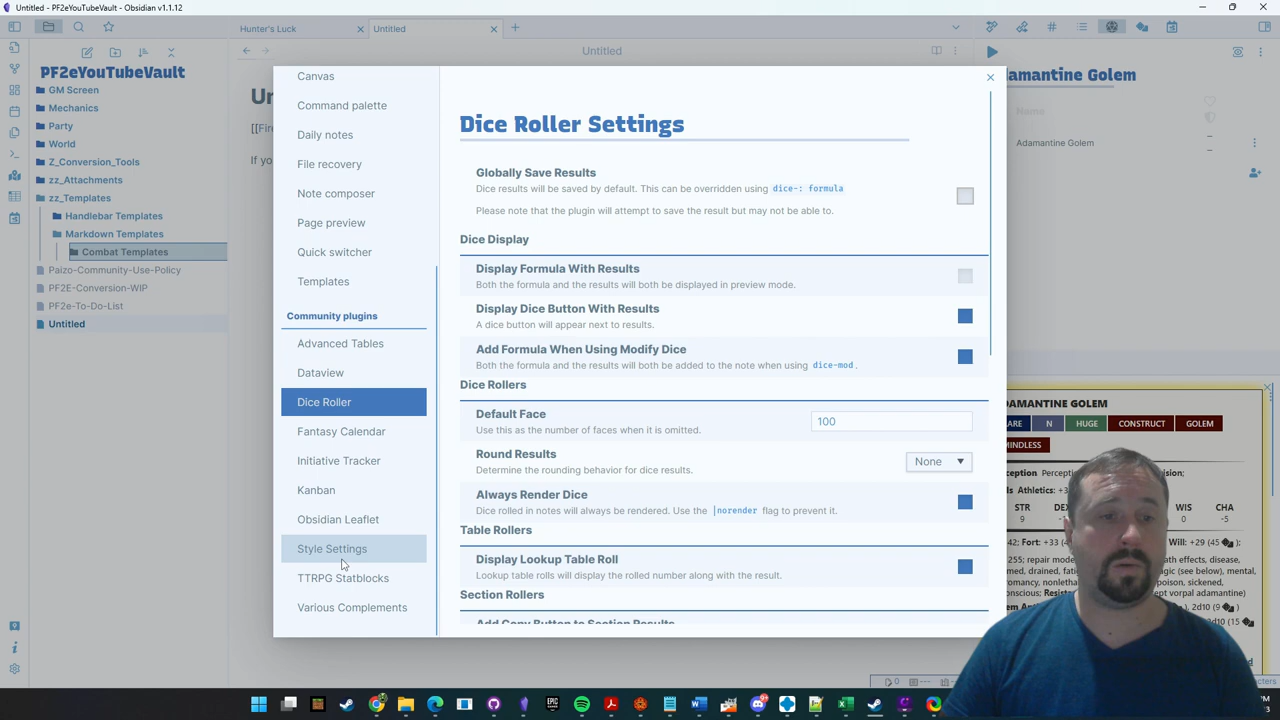 Untitled - PF2eYouTubeVault - Obsidian v1.1.12
Hunter's Luck
Untitled
Untitled
PF2eYouTubeVault
GM Screen
Mechanics
Party
World
Z_Conversion_Tools
zz_Attachments
zz_Templates
Handlebar Templates
Markdown Templates
Combat Templates
Paizo-Community-Use-Policy
PF2E-Conversion-WIP
PF2e-To-Do-List
Untitled
Canvas
Command palette
Daily notes
File recovery
Note composer
Page preview
Quick switcher
Templates
Community plugins
Advanced Tables
Dataview
Dice Roller
Fantasy Calendar
Initiative Tracker
Kanban
Obsidian Leaflet
Style Settings
TTRPG Statblocks
Various Complements
Dice Roller Settings
Globally Save Results
Dice results will be saved by default. This can be overridden using dice-: formula
Please note that the plugin will attempt to save the result but may not be able to.
Dice Display
Display Formula With Results
Both the formula and the results will both be displayed in preview mode.
Display Dice Button With Results
A dice button will appear next to results.
Add Formula When Using Modify Dice
Both the formula and the results will both be added to the note when using dice-mod.
Dice Rollers
Default Face
Use this as the number of faces when it is omitted.
100
Round Results
Determine the rounding behavior for dice results.
None
Always Render Dice
Dice rolled in notes will always be rendered. Use the |norender flag to prevent it.
Table Rollers
Display Lookup Table Roll
Lookup table rolls will display the rolled number along with the result.
Section Rollers
Add Copy Button to Section Results
damantine Golem
Home
Adamantine Golem
ADAMANTINE GOLEM
ARE N HUGE CONSTRUCT GOLEM
MINDLESS
STR
9
WIS
0
CHA
-5